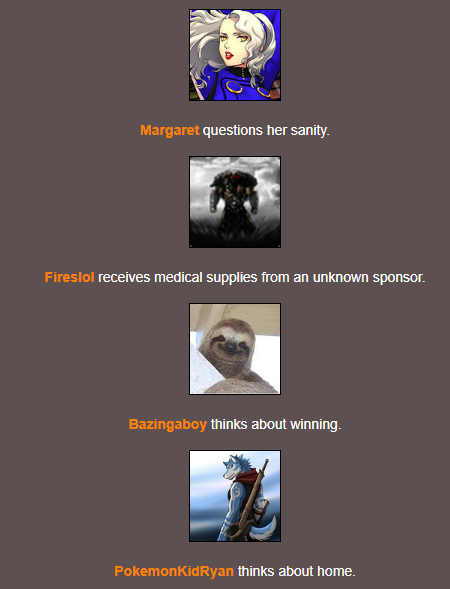 Margaret questions her sanity.
Fireslol receives medical supplies from an unknown sponsor.
Bazingaboy thinks about winning.
PokemonKidRyan thinks about home.